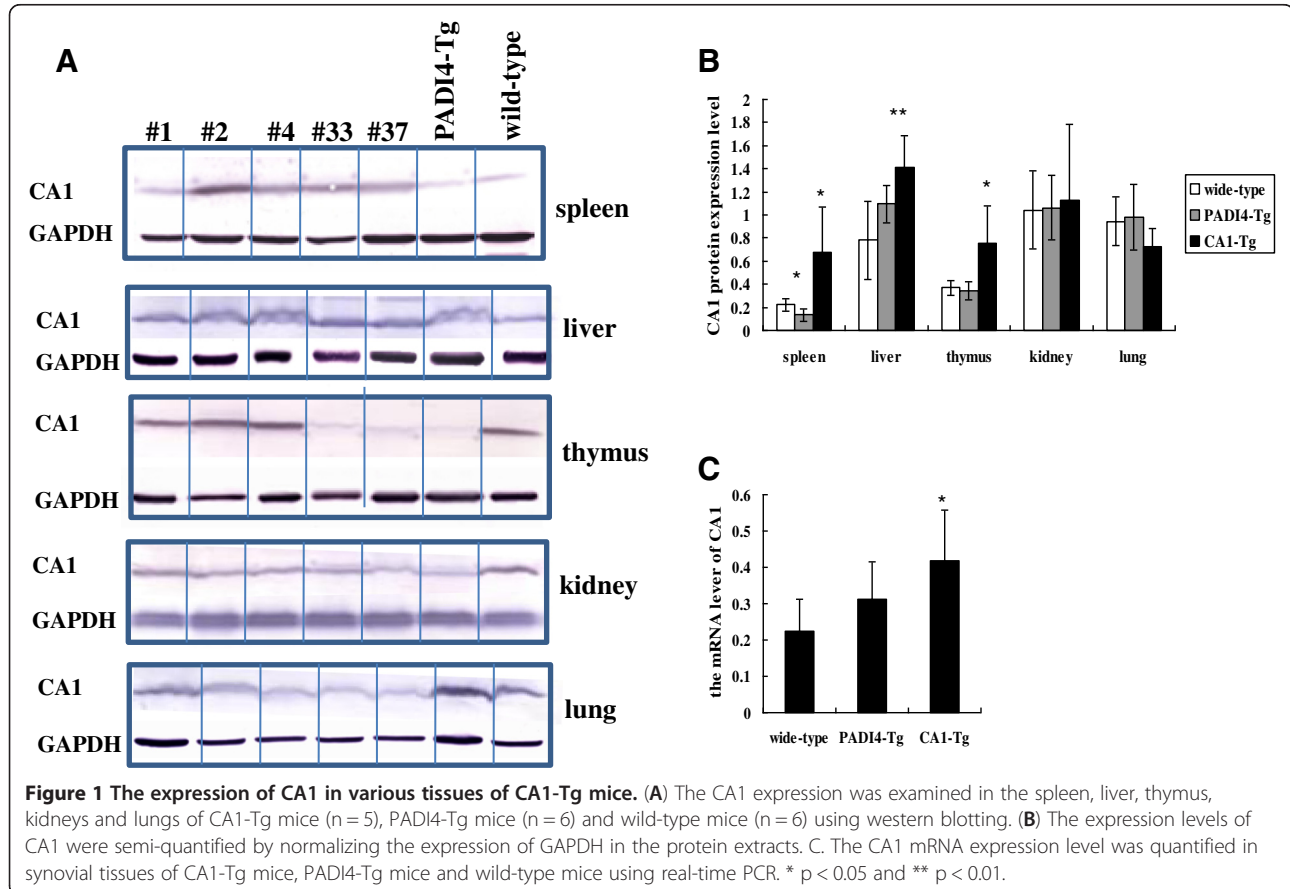 A
#1 #2 #4 #33 #37 PADI4-Tg wild-type
CA1
GAPDH
spleen
CA1
GAPDH
liver
CA1
GAPDH
thymus
CA1
GAPDH
kidney
CA1
GAPDH
lung
B
CA1 protein expression level
2
1.8
1.6
1.4
1.2
1
0.8
0.6
0.4
0.2
0
* * ** *
spleen liver thymus kidney lung
wide-type
PADI4-Tg
CA1-Tg
C
the mRNA lever of CA1
0.6
0.5
0.4
0.3
0.2
0.1
0
*
wide-type PADI4-Tg CA1-Tg
Figure 1 The expression of CA1 in various tissues of CA1-Tg mice. (A) The CA1 expression was examined in the spleen, liver, thymus,
kidneys and lungs of CA1-Tg mice (n = 5), PADI4-Tg mice (n = 6) and wild-type mice (n = 6) using western blotting. (B) The expression levels of
CA1 were semi-quantified by normalizing the expression of GAPDH in the protein extracts. C. The CA1 mRNA expression level was quantified in
synovial tissues of CA1-Tg mice, PADI4-Tg mice and wild-type mice using real-time PCR. * p < 0.05 and ** p < 0.01.